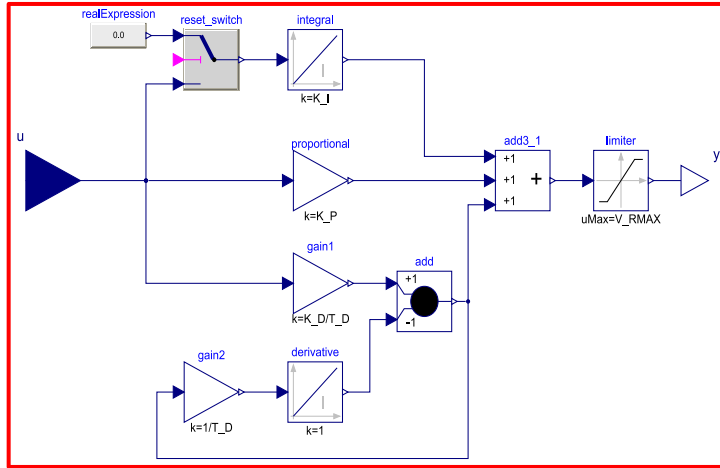 realExpression
0.0
reset_switch
integral
I
k=K_I
u
proportional
k=K_P
add3_1
+1
+1
+1
+
limiter
uMax=V_RMAX
y
gain1
k=K_D/T_D
add
+1
-1
gain2
k=1/T_D
derivative
I
k=1